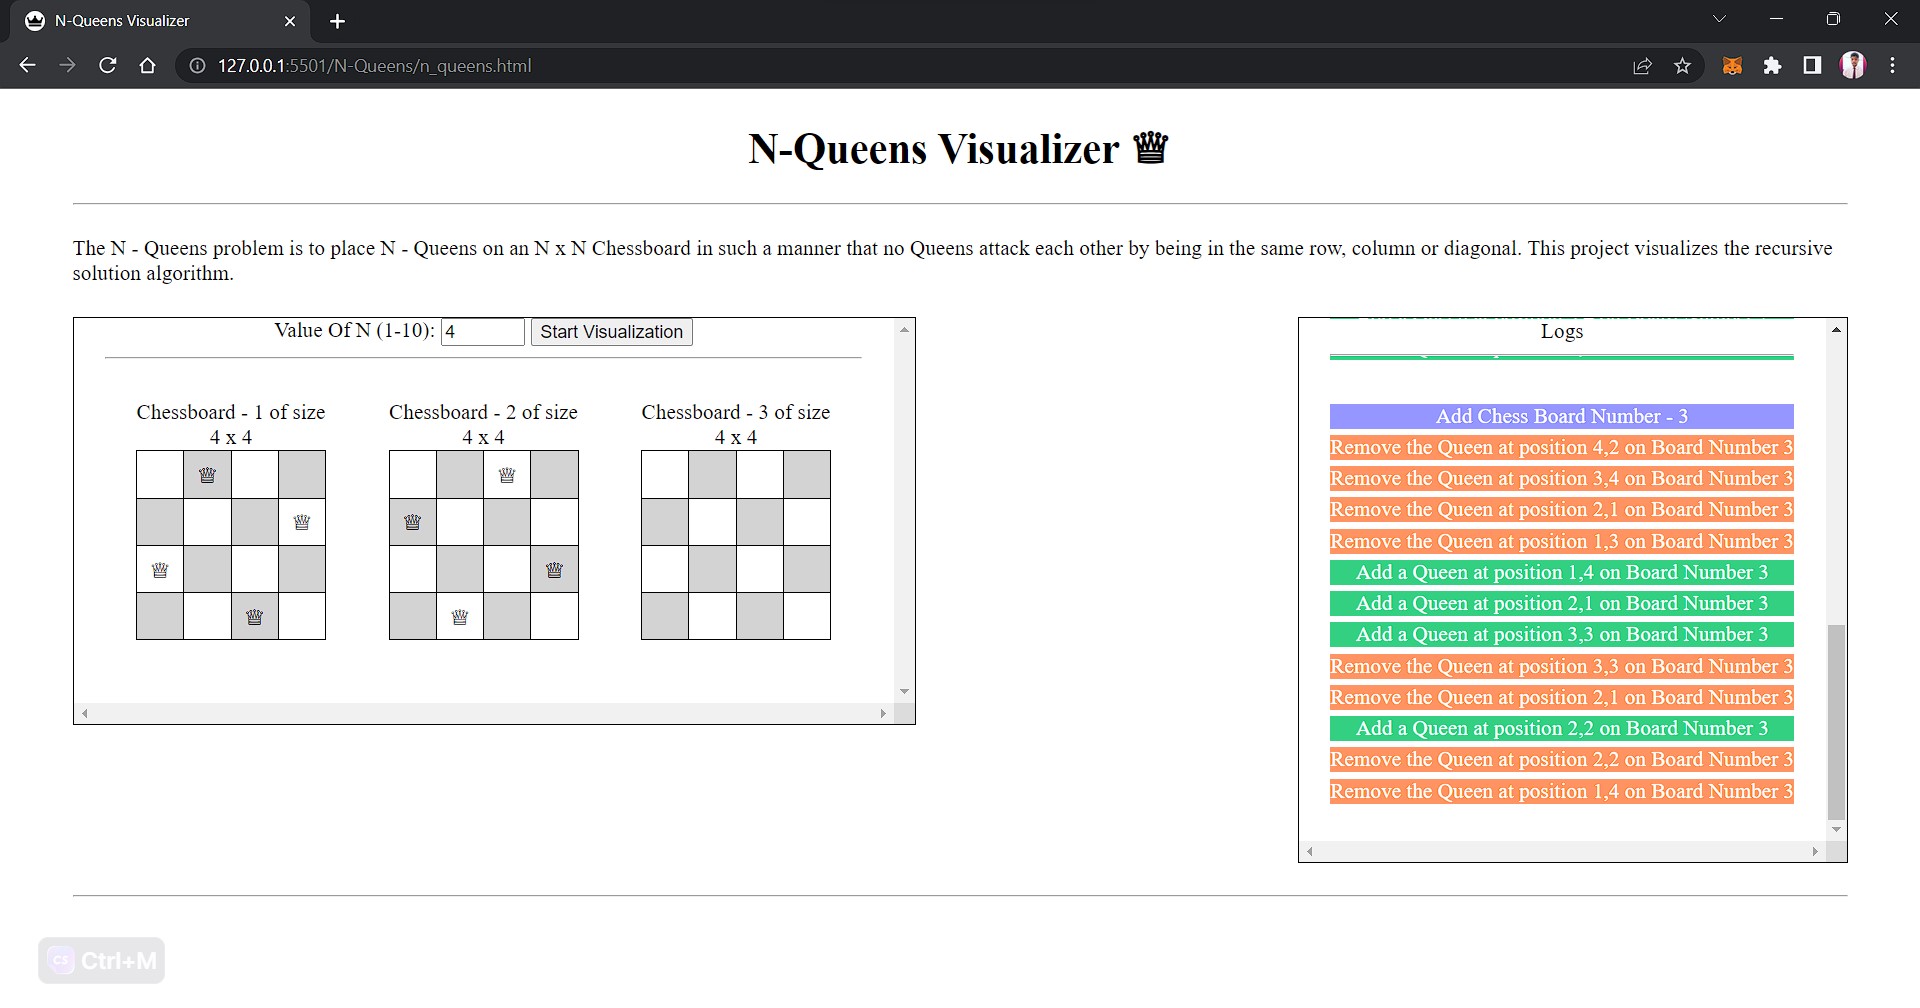 N-Queens Visualizer
127.0.0.1:5501/N-Queens/n_queens.html
N-Queens Visualizer ♕
The N - Queens problem is to place N - Queens on an N x N Chessboard in such a manner that no Queens attack each other by being in the same row, column or diagonal. This project visualizes the recursive
solution algorithm.
Value Of N (1-10): 4 Start Visualization
Chessboard - 1 of size
4 x 4
Chessboard - 2 of size
4 x 4
Chessboard - 3 of size
4 x 4
Logs
Add Chess Board Number - 3
Remove the Queen at position 4,2 on Board Number 3
Remove the Queen at position 3,4 on Board Number 3
Remove the Queen at position 2,1 on Board Number 3
Remove the Queen at position 1,3 on Board Number 3
Add a Queen at position 1,4 on Board Number 3
Add a Queen at position 2,1 on Board Number 3
Add a Queen at position 3,3 on Board Number 3
Remove the Queen at position 3,3 on Board Number 3
Remove the Queen at position 2,1 on Board Number 3
Add a Queen at position 2,2 on Board Number 3
Remove the Queen at position 2,2 on Board Number 3
Remove the Queen at position 1,4 on Board Number 3
CS Ctrl+M